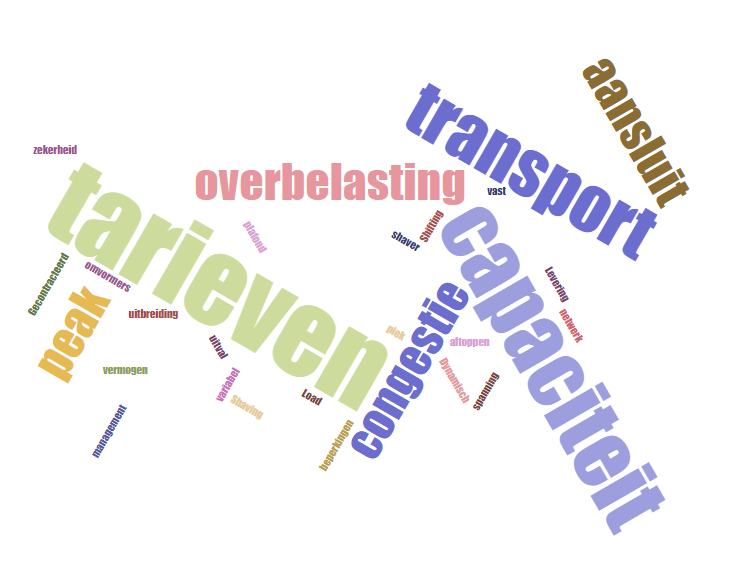 aansluit
transport
zekerheid
overbelasting
vast
tarieven
capaciteit
Shifting
shaver
plafond
Gecontracteerd
omvormers
Levering
peak
uitbreiding
netwerk
congestie
piek
uitval
aftoppen
vermogen
variabel
Dynamisch
spanning
Load
Shaving
management
beperkingen